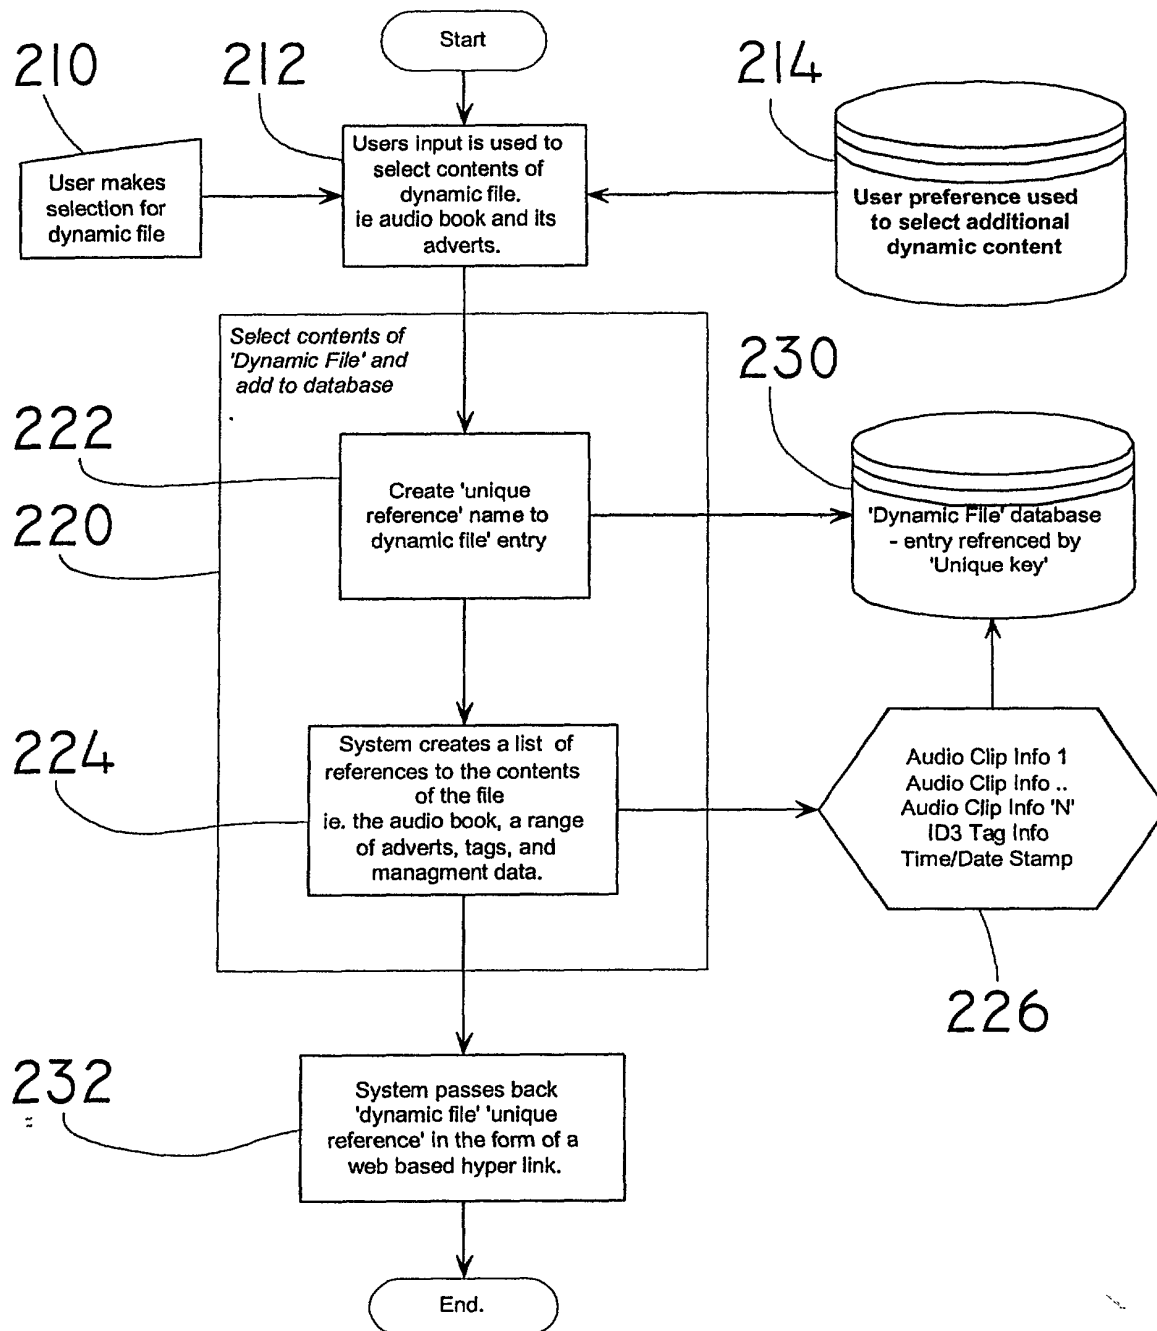 Start
210
212
214
Users input is used to
select contents of
dynamic file.
ie audio book and its
adverts.
User makes
selection for
dynamic file
User preference used
to select additional
dynamic content
Select contents of
'Dynamic File' and
add to database
230
222
Create 'unique
reference' name to
dynamic file' entry
220
'Dynamic File' database
- entry refrenced by
'Unique key'
224
System creates a list of
references to the contents
of the file
ie. the audio book, a range
of adverts, tags, and
managment data.
Audio Clip Info 1
Audio Clip Info ..
Audio Clip Info 'N'
ID3 Tag Info
Time/Date Stamp
226
232
System passes back
'dynamic file' 'unique
reference' in the form of a
web based hyper link.
End.